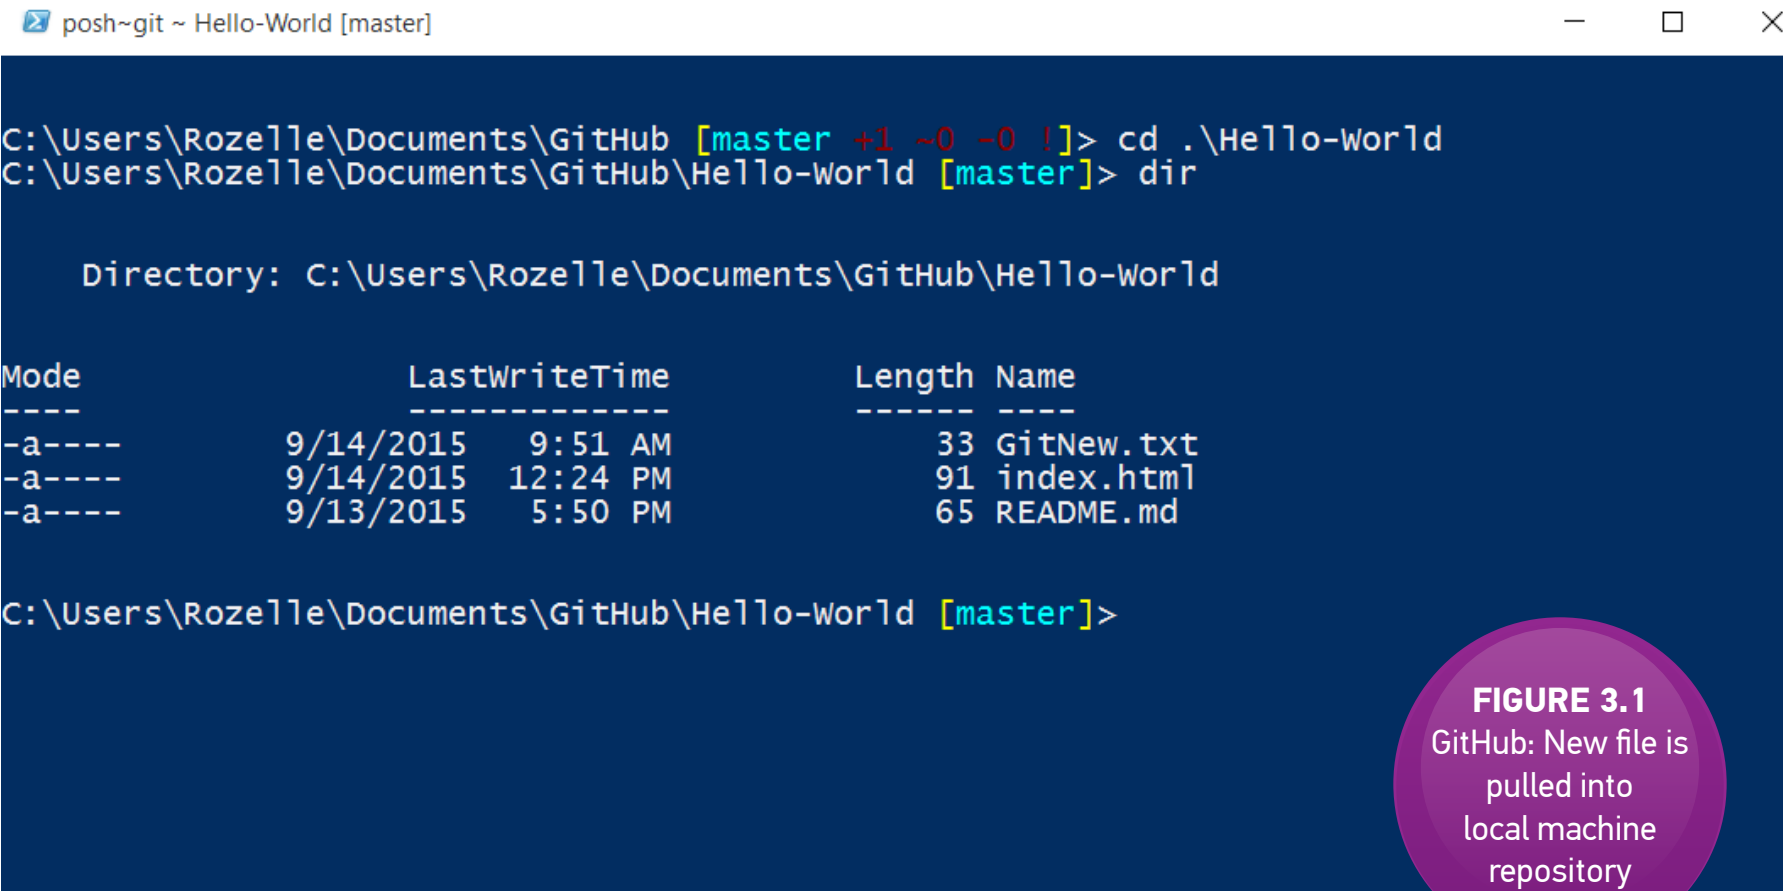 posh~git ~ Hello-World [master]
C:\Users\Rozelle\Documents\GitHub [master +1 ~0 -0 !]> cd .\Hello-World
C:\Users\Rozelle\Documents\GitHub\Hello-World [master]> dir
Directory: C:\Users\Rozelle\Documents\GitHub\Hello-World
Mode LastWriteTime Length Name
---- ------------- ------ ----
-a---- 9/14/2015 9:51 AM 33 GitNew.txt
-a---- 9/14/2015 12:24 PM 91 index.html
-a---- 9/13/2015 5:50 PM 65 README.md
C:\Users\Rozelle\Documents\GitHub\Hello-World [master]>
FIGURE 3.1
GitHub: New file is
pulled into
local machine
repository